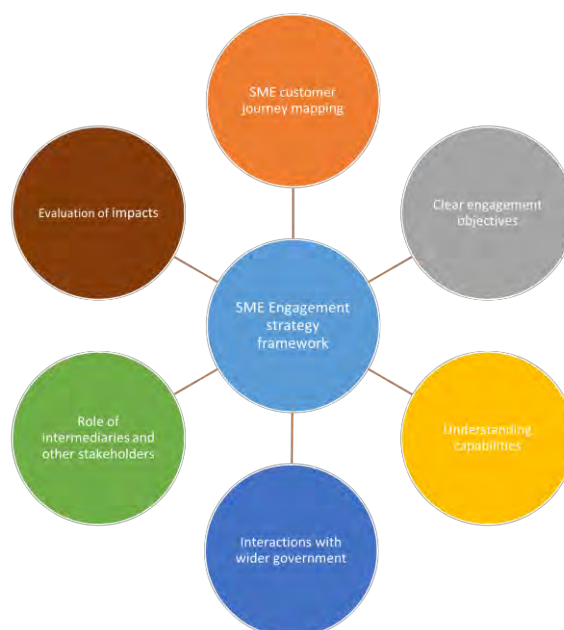 SME customer
journey mapping
Clear engagement
objectives
Understanding
capabilities
Interactions with
wider government
Role of
intermediaries and
other stakeholders
Evaluation of impacts
SME Engagement
strategy
framework